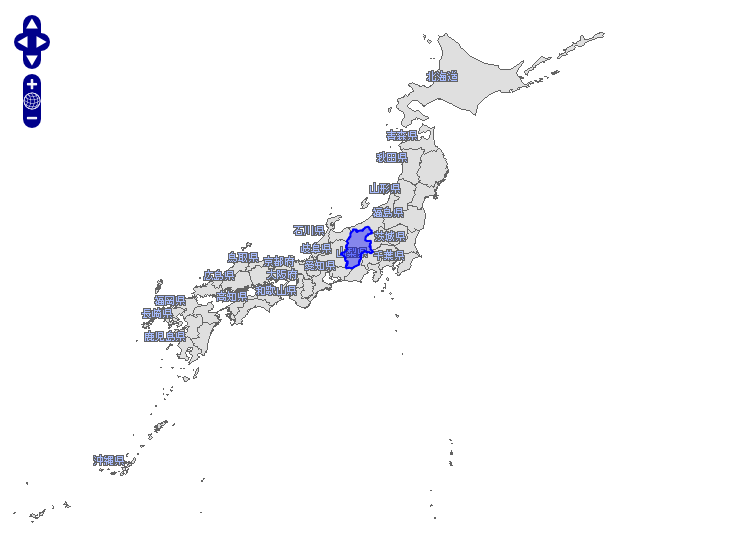 北海道
青森県
秋田県
山形県
福島県
石川県
茨城県
岐阜県
山梨県
千葉県
鳥取県
京都府
愛知県
広島県
大阪府
高知県
和歌山県
福岡県
長崎県
鹿児島県
沖縄県